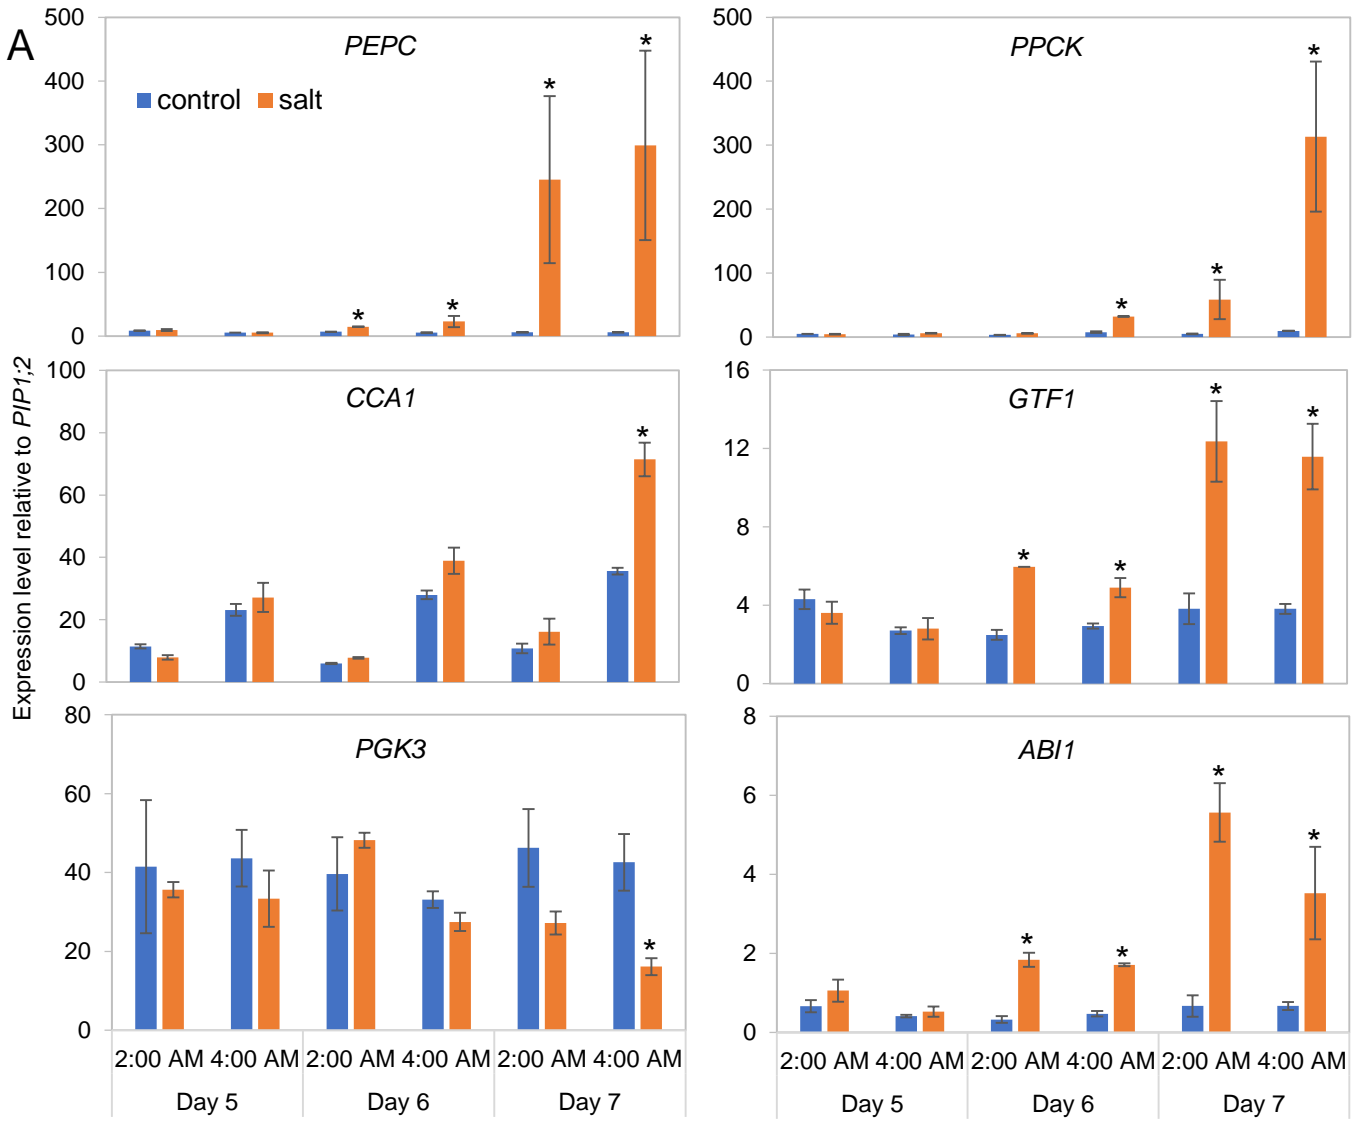 A
Expression level relative to PIP1;2
PEPC
control salt
500
400
300
200
100
0
* * * *
PPCK
500
400
300
200
100
0
* * *
CCA1
100
80
60
40
20
0
*
GTF1
16
12
8
4
0
* * * *
PGK3
80
60
40
20
0
*
2:00 AM 4:00 AM 2:00 AM 4:00 AM 2:00 AM 4:00 AM
Day 5 Day 6 Day 7
ABI1
8
6
4
2
0
* * * *
2:00 AM 4:00 AM 2:00 AM 4:00 AM 2:00 AM 4:00 AM
Day 5 Day 6 Day 7